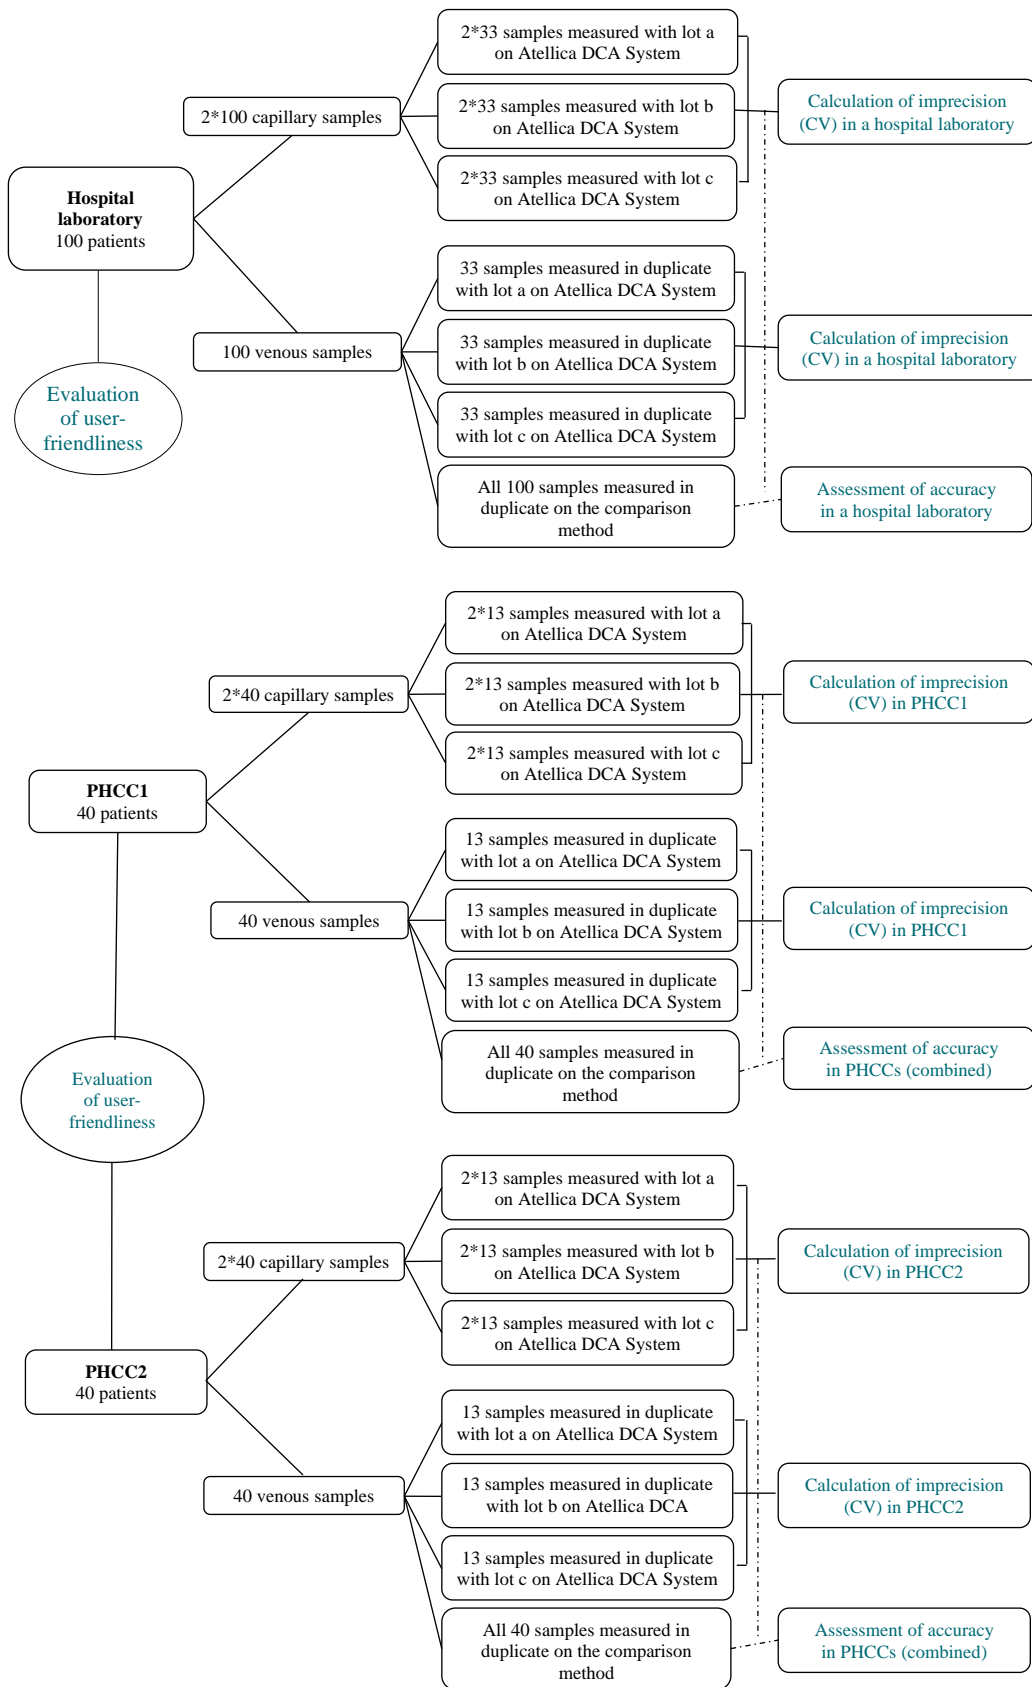 2*33 samples measured with lot a
on Atellica DCA System
2*33 samples measured with lot b
on Atellica DCA System
2*33 samples measured with lot c
on Atellica DCA System
2*100 capillary samples
Calculation of imprecision
(CV) in a hospital laboratory
Hospital
laboratory
100 patients
33 samples measured in duplicate
with lot a on Atellica DCA System
33 samples measured in duplicate
with lot b on Atellica DCA System
33 samples measured in duplicate
with lot c on Atellica DCA System
100 venous samples
Calculation of imprecision
(CV) in a hospital laboratory
Evaluation
of user-
friendliness
All 100 samples measured in
duplicate on the comparison
method
Assessment of accuracy
in a hospital laboratory
2*13 samples measured with lot a
on Atellica DCA System
2*13 samples measured with lot b
on Atellica DCA System
2*13 samples measured with lot c
on Atellica DCA System
2*40 capillary samples
Calculation of imprecision
(CV) in PHCC1
PHCC1
40 patients
13 samples measured in duplicate
with lot a on Atellica DCA System
13 samples measured in duplicate
with lot b on Atellica DCA System
13 samples measured in duplicate
with lot c on Atellica DCA System
40 venous samples
Calculation of imprecision
(CV) in PHCC1
All 40 samples measured in
duplicate on the comparison
method
Assessment of accuracy
in PHCCs (combined)
Evaluation
of user-
friendliness
2*13 samples measured with lot a
on Atellica DCA System
2*13 samples measured with lot b
on Atellica DCA System
2*13 samples measured with lot c
on Atellica DCA System
2*40 capillary samples
Calculation of imprecision
(CV) in PHCC2
PHCC2
40 patients
13 samples measured in duplicate
with lot a on Atellica DCA System
13 samples measured in duplicate
with lot b on Atellica DCA
13 samples measured in duplicate
with lot c on Atellica DCA System
40 venous samples
Calculation of imprecision
(CV) in PHCC2
All 40 samples measured in
duplicate on the comparison
method
Assessment of accuracy
in PHCCs (combined)